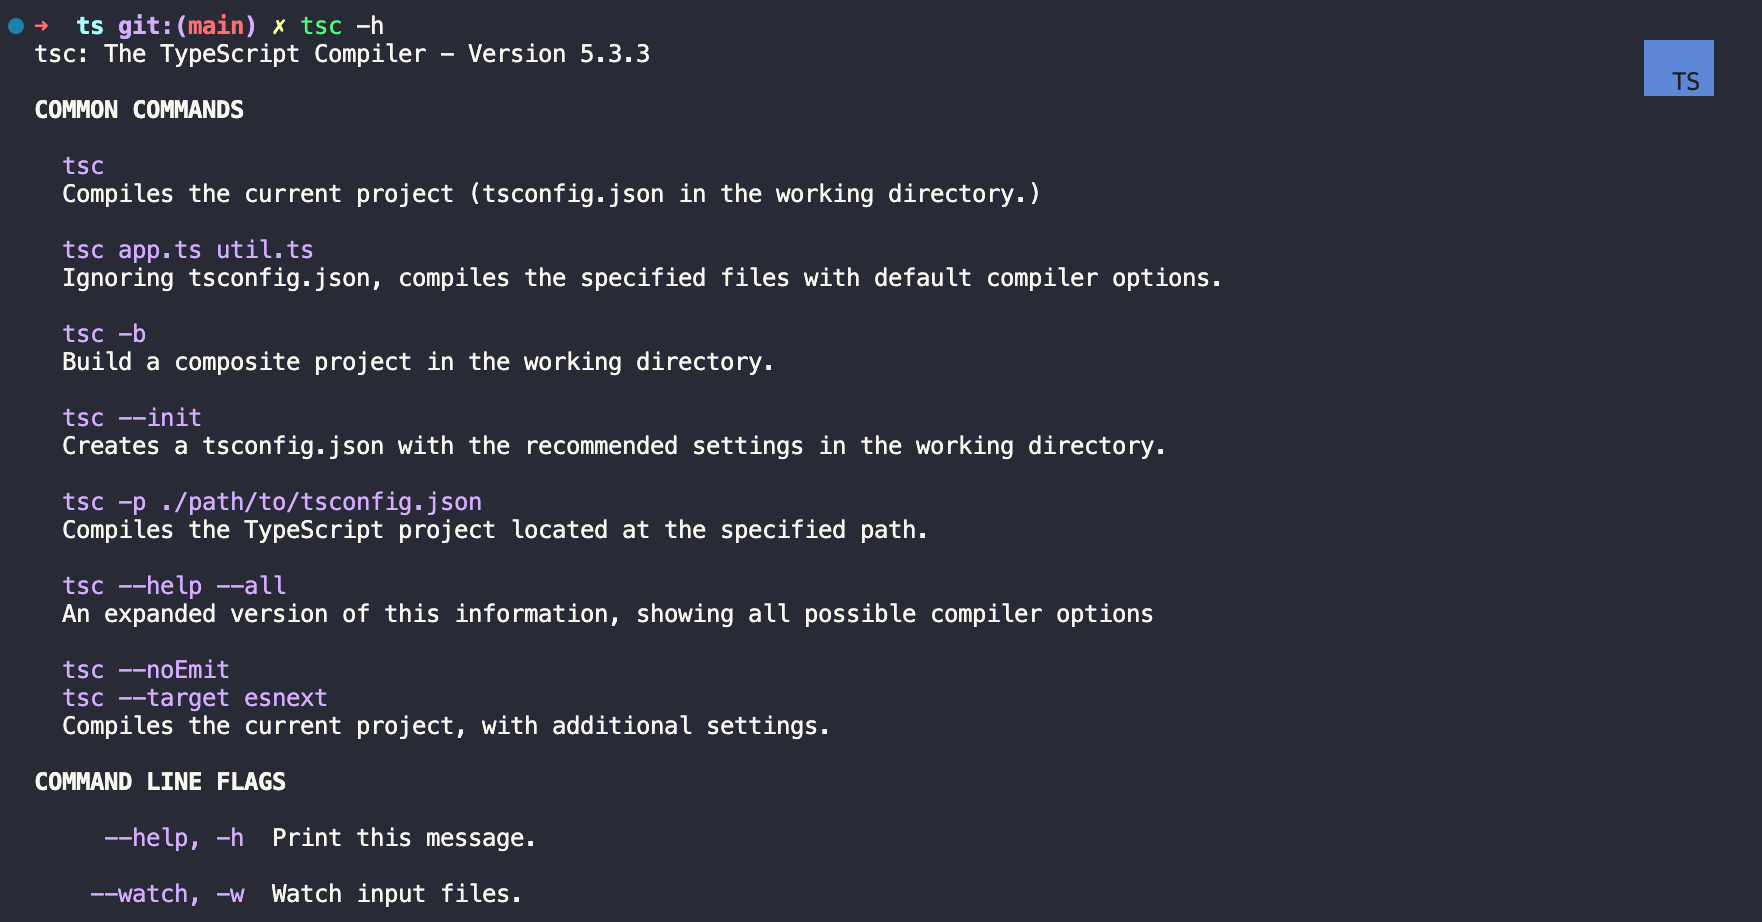 ➜  ts git:(main) ✗ tsc -h
tsc: The TypeScript Compiler - Version 5.3.3
TS
COMMON COMMANDS
tsc
Compiles the current project (tsconfig.json in the working directory.)
tsc app.ts util.ts
Ignoring tsconfig.json, compiles the specified files with default compiler options.
tsc -b
Build a composite project in the working directory.
tsc --init
Creates a tsconfig.json with the recommended settings in the working directory.
tsc -p ./path/to/tsconfig.json
Compiles the TypeScript project located at the specified path.
tsc --help --all
An expanded version of this information, showing all possible compiler options
tsc --noEmit
tsc --target esnext
Compiles the current project, with additional settings.
COMMAND LINE FLAGS
--help, -h  Print this message.
--watch, -w  Watch input files.